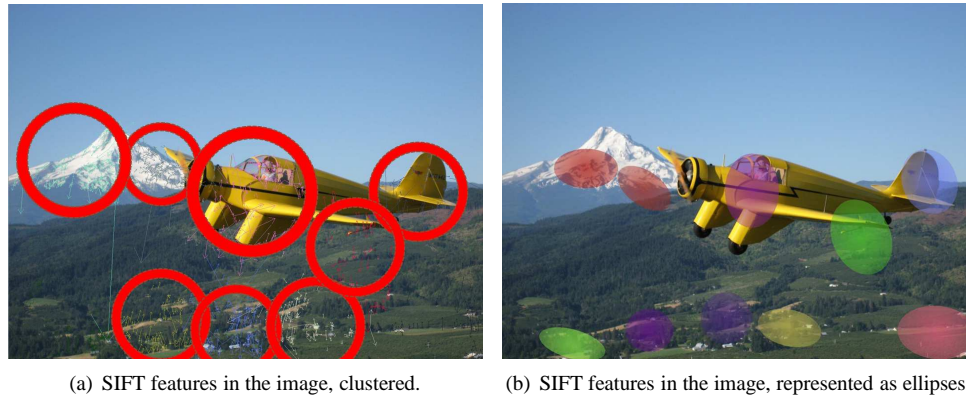 (a) SIFT features in the image, clustered.
(b) SIFT features in the image, represented as ellipses